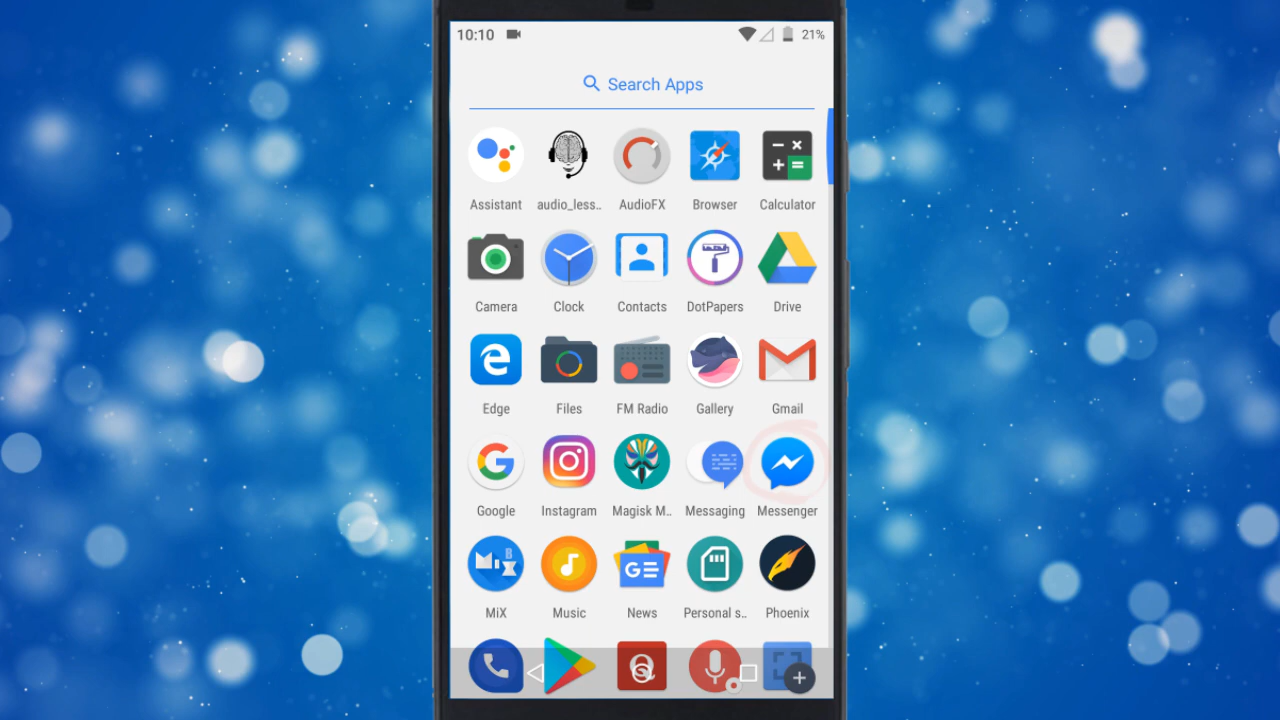 10:10 21%
Search Apps
Assistant audio_less.. AudioFX Browser Calculator
Camera Clock Contacts DotPapers Drive
Edge Files FM Radio Gallery Gmail
Google Instagram Magisk M.. Messaging Messenger
MiX Music News Personal s.. Phoenix